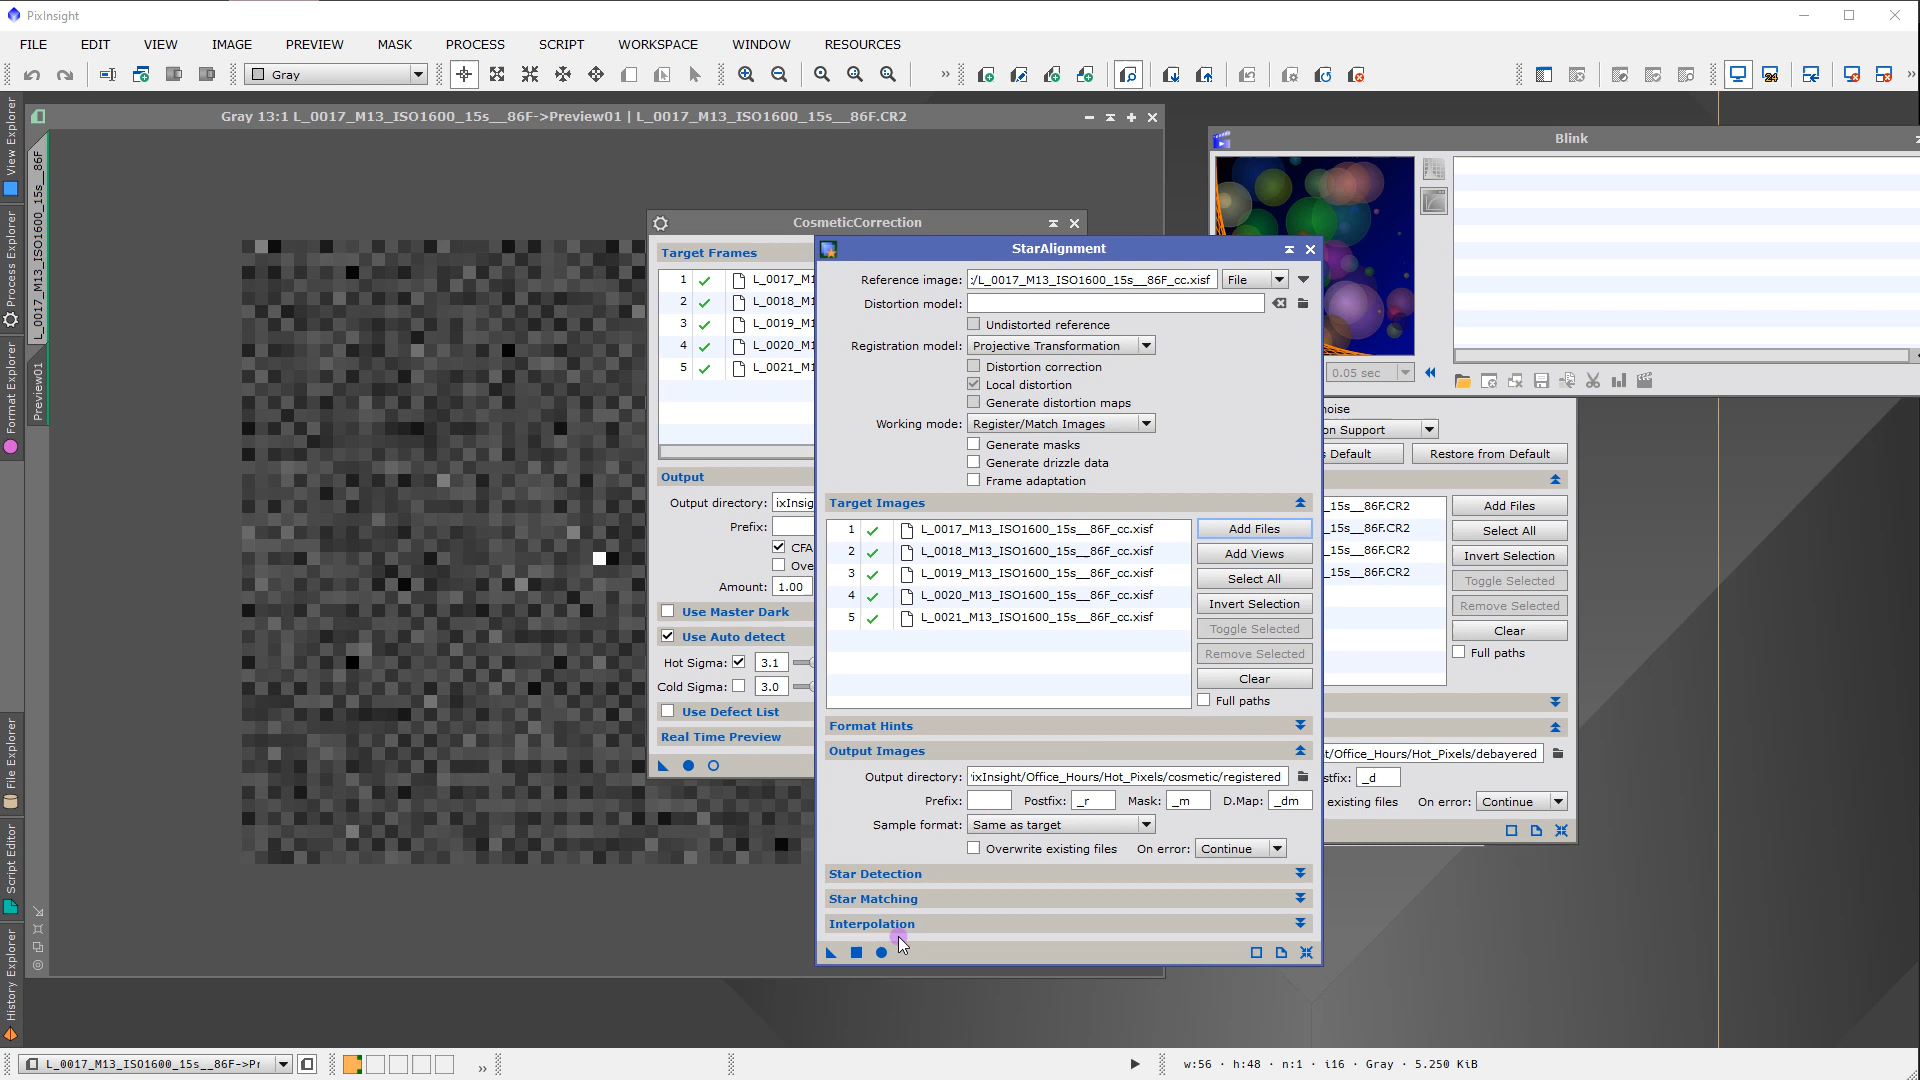 PixInsight
FILE EDIT VIEW IMAGE PREVIEW MASK PROCESS SCRIPT WORKSPACE WINDOW RESOURCES
Gray
24
View Explorer
Process Explorer
Format Explorer
File Explorer
Script Editor
History Explorer
Gray 13:1 L_0017_M13_ISO1600_15s__86F->Preview01 | L_0017_M13_ISO1600_15s__86F.CR2
L_0017_M13_ISO1600_15s__86F
Preview01
CosmeticCorrection
Target Frames
1 L_0017_M1
2 L_0018_M1
3 L_0019_M1
4 L_0020_M1
5 L_0021_M1
Output
Output directory: ixInsig
Prefix:
CFA
Ove
Amount: 1.00
Use Master Dark
Use Auto detect
Hot Sigma: 3.1
Cold Sigma: 3.0
Use Defect List
Real Time Preview
StarAlignment
Reference image: :/L_0017_M13_ISO1600_15s__86F_cc.xisf File
Distortion model:
Undistorted reference
Registration model: Projective Transformation
Distortion correction
Local distortion
Generate distortion maps
Working mode: Register/Match Images
Generate masks
Generate drizzle data
Frame adaptation
Target Images
1 L_0017_M13_ISO1600_15s__86F_cc.xisf
2 L_0018_M13_ISO1600_15s__86F_cc.xisf
3 L_0019_M13_ISO1600_15s__86F_cc.xisf
4 L_0020_M13_ISO1600_15s__86F_cc.xisf
5 L_0021_M13_ISO1600_15s__86F_cc.xisf
Add Files
Add Views
Select All
Invert Selection
Toggle Selected
Remove Selected
Clear
Full paths
Format Hints
Output Images
Output directory: ixInsight/Office_Hours/Hot_Pixels/cosmetic/registered
Prefix: Postfix: _r Mask: _m D.Map: _dm
Sample format: Same as target
Overwrite existing files On error: Continue
Star Detection
Star Matching
Interpolation
Blink
0.05 sec
noise
on Support
s Default Restore from Default
15s__86F.CR2
15s__86F.CR2
15s__86F.CR2
15s__86F.CR2
Add Files
Select All
Invert Selection
Toggle Selected
Remove Selected
Clear
Full paths
t/Office_Hours/Hot_Pixels/debayered
stfix: _d
existing files On error: Continue
L_0017_M13_ISO1600_15s__86F->Pr
w:56 · h:48 · n:1 · i16 · Gray · 5.250 KiB